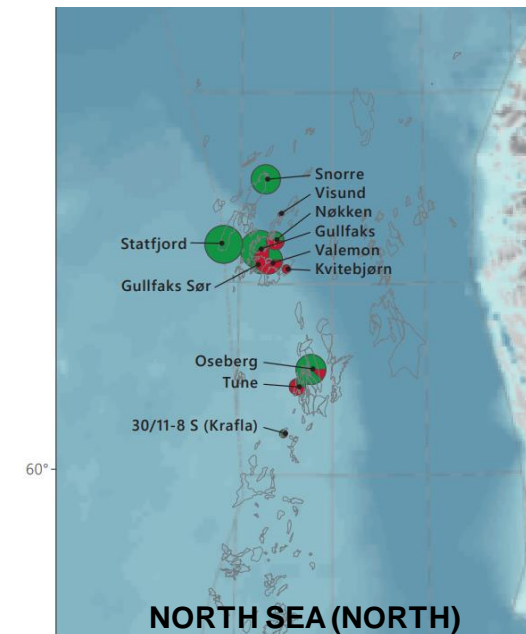 Snorre
Visund
Nøkken
Gullfaks
Statfjord
Valemon
Kvitebjørn
Gullfaks Sør
Oseberg
Tune
30/11-8 S (Krafla)
60°
NORTH SEA (NORTH)